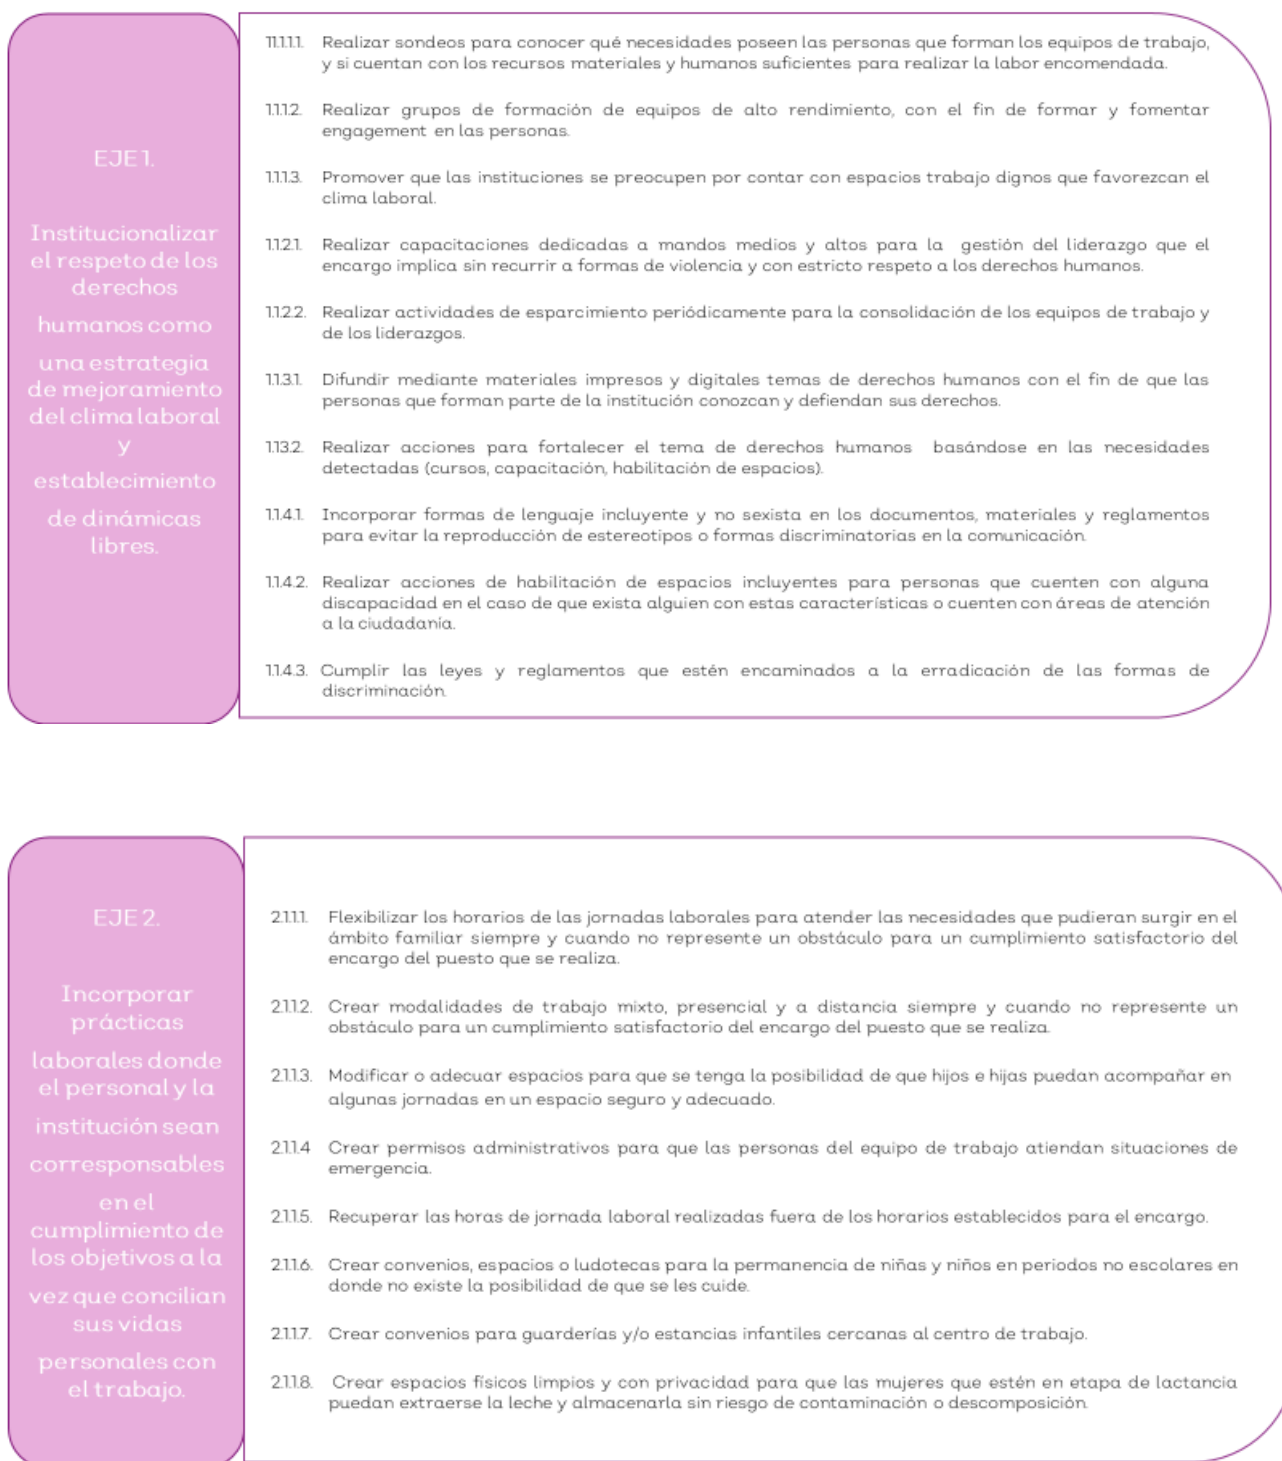 EJE 1.
Institucionalizar
el respeto de los
derechos
humanos como
una estrategia
de mejoramiento
del clima laboral
y
establecimiento
de dinámicas
libres.
11.1.1.1. Realizar sondeos para conocer qué necesidades poseen las personas que forman los equipos de trabajo,
y si cuentan con los recursos materiales y humanos suficientes para realizar la labor encomendada.
1.1.1.2. Realizar grupos de formación de equipos de alto rendimiento, con el fin de formar y fomentar
engagement en las personas.
1.1.1.3. Promover que las instituciones se preocupen por contar con espacios trabajo dignos que favorezcan el
clima laboral.
1.1.2.1. Realizar capacitaciones dedicadas a mandos medios y altos para la gestión del liderazgo que el
encargo implica sin recurrir a formas de violencia y con estricto respeto a los derechos humanos.
1.1.2.2. Realizar actividades de esparcimiento periódicamente para la consolidación de los equipos de trabajo y
de los liderazgos.
1.1.3.1. Difundir mediante materiales impresos y digitales temas de derechos humanos con el fin de que las
personas que forman parte de la institución conozcan y defiendan sus derechos.
1.13.2. Realizar acciones para fortalecer el tema de derechos humanos basándose en las necesidades
detectadas (cursos, capacitación, habilitación de espacios).
1.1.4.1. Incorporar formas de lenguaje incluyente y no sexista en los documentos, materiales y reglamentos
para evitar la reproducción de estereotipos o formas discriminatorias en la comunicación.
1.1.4.2. Realizar acciones de habilitación de espacios incluyentes para personas que cuenten con alguna
discapacidad en el caso de que exista alguien con estas características o cuenten con áreas de atención
a la ciudadanía.
1.1.4.3. Cumplir las leyes y reglamentos que estén encaminados a la erradicación de las formas de
discriminación.
EJE 2.
Incorporar
prácticas
laborales donde
el personal y la
institución sean
corresponsables
en el
cumplimiento de
los objetivos a la
vez que concilian
sus vidas
personales con
el trabajo.
2.1.1.1. Flexibilizar los horarios de las jornadas laborales para atender las necesidades que pudieran surgir en el
ámbito familiar siempre y cuando no represente un obstáculo para un cumplimiento satisfactorio del
encargo del puesto que se realiza.
2.1.1.2. Crear modalidades de trabajo mixto, presencial y a distancia siempre y cuando no represente un
obstáculo para un cumplimiento satisfactorio del encargo del puesto que se realiza.
2.1.1.3. Modificar o adecuar espacios para que se tenga la posibilidad de que hijos e hijas puedan acompañar en
algunas jornadas en un espacio seguro y adecuado.
2.1.1.4 Crear permisos administrativos para que las personas del equipo de trabajo atiendan situaciones de
emergencia.
2.1.1.5. Recuperar las horas de jornada laboral realizadas fuera de los horarios establecidos para el encargo.
2.1.1.6. Crear convenios, espacios o ludotecas para la permanencia de niñas y niños en periodos no escolares en
donde no existe la posibilidad de que se les cuide.
2.1.1.7. Crear convenios para guarderías y/o estancias infantiles cercanas al centro de trabajo.
2.1.1.8. Crear espacios físicos limpios y con privacidad para que las mujeres que estén en etapa de lactancia
puedan extraerse la leche y almacenarla sin riesgo de contaminación o descomposición.